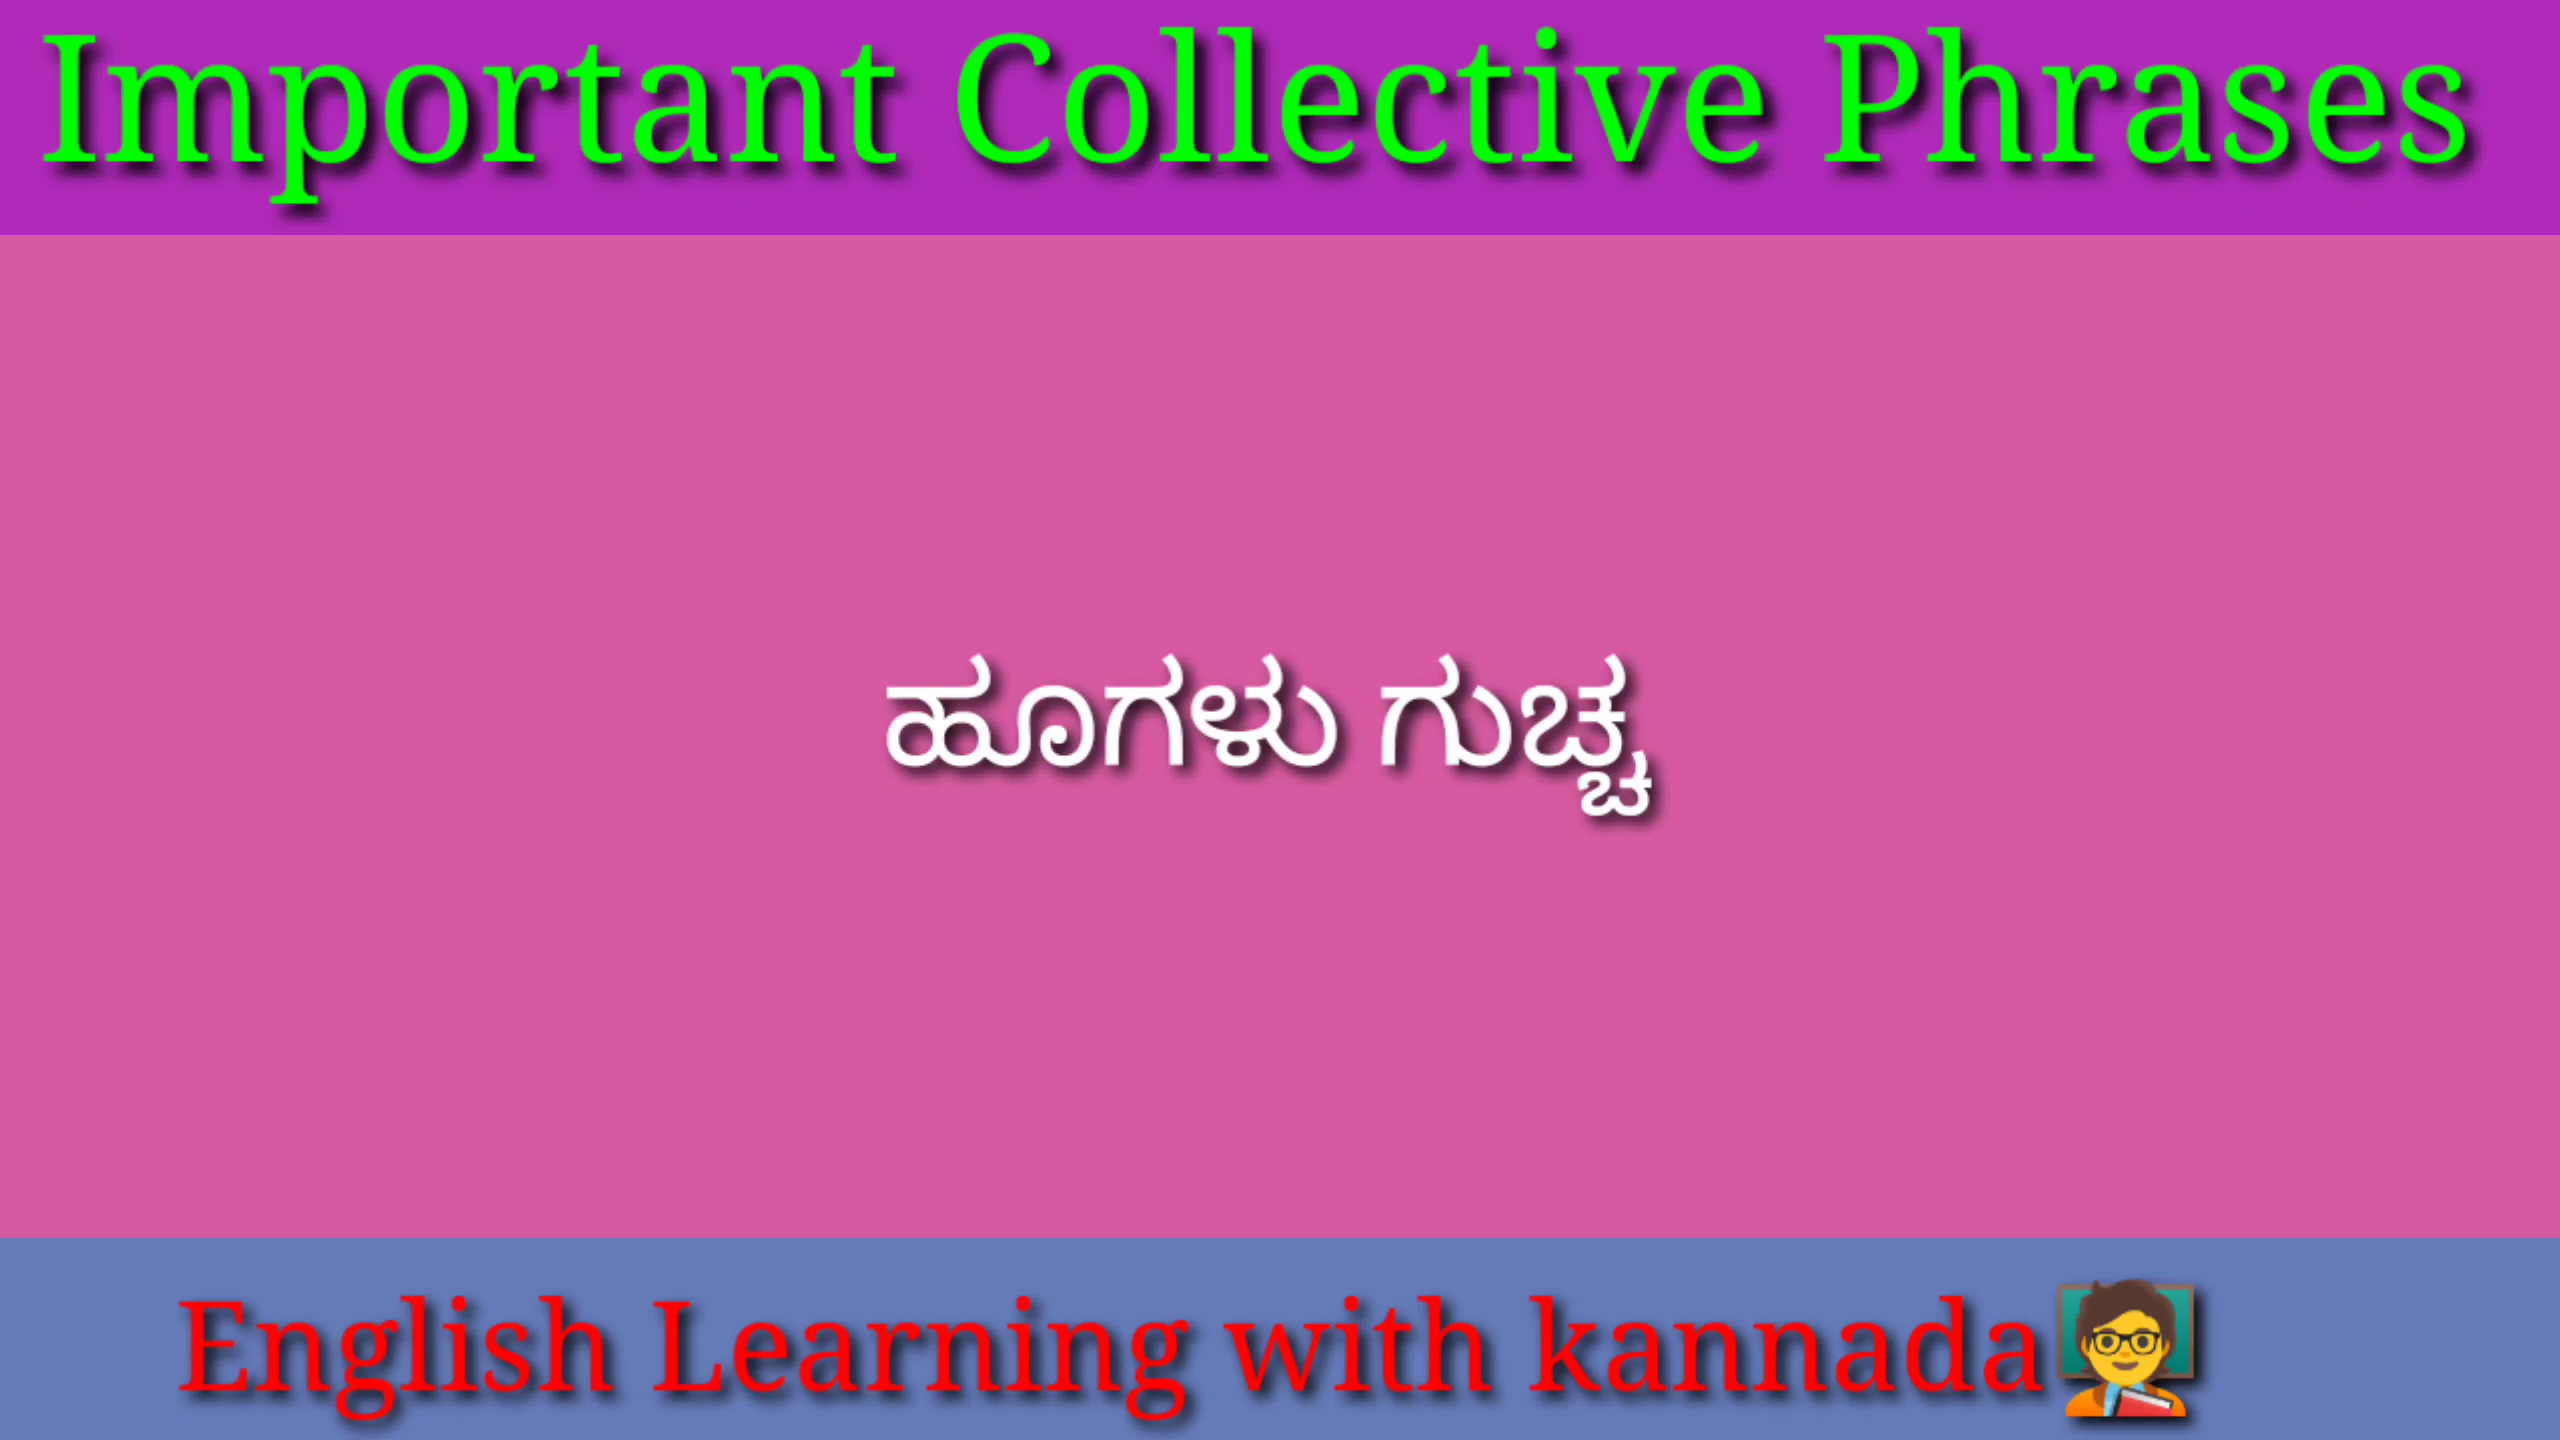 Important Collective Phrases
ಹೂಗಳು ಗುಚ್ಚ
English Learning with kannada